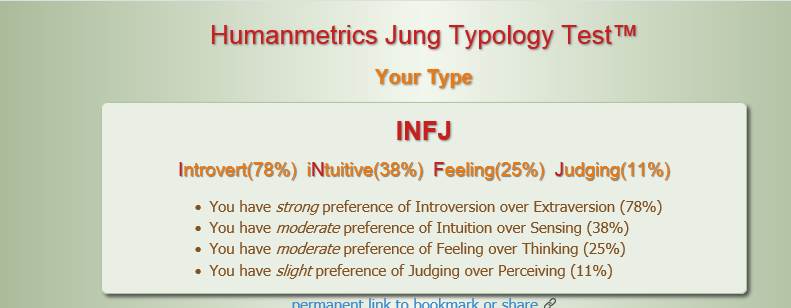 Humanmetrics Jung Typology Test™
Your Type
INFJ
Introvert(78%) iNtuitive(38%) Feeling(25%) Judging(11%)
• You have strong preference of Introversion over Extraversion (78%)
• You have moderate preference of Intuition over Sensing (38%)
• You have moderate preference of Feeling over Thinking (25%)
• You have slight preference of Judging over Perceiving (11%)
permanent link to bookmark or share